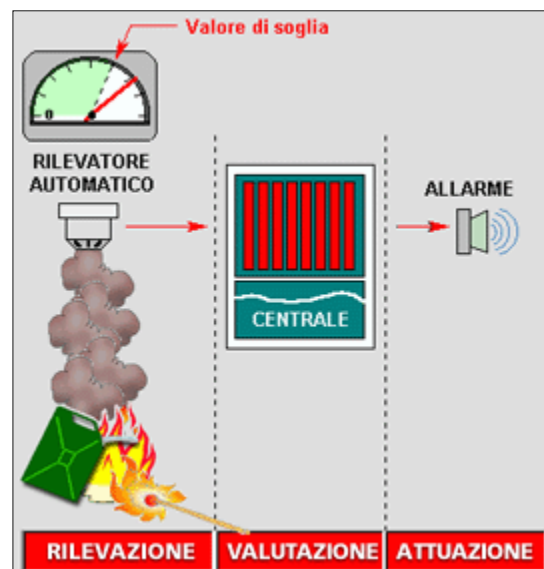 Valore di soglia
0
RILEVATORE
AUTOMATICO
ALLARME
CENTRALE
RILEVAZIONE
VALUTAZIONE
ATTUAZIONE